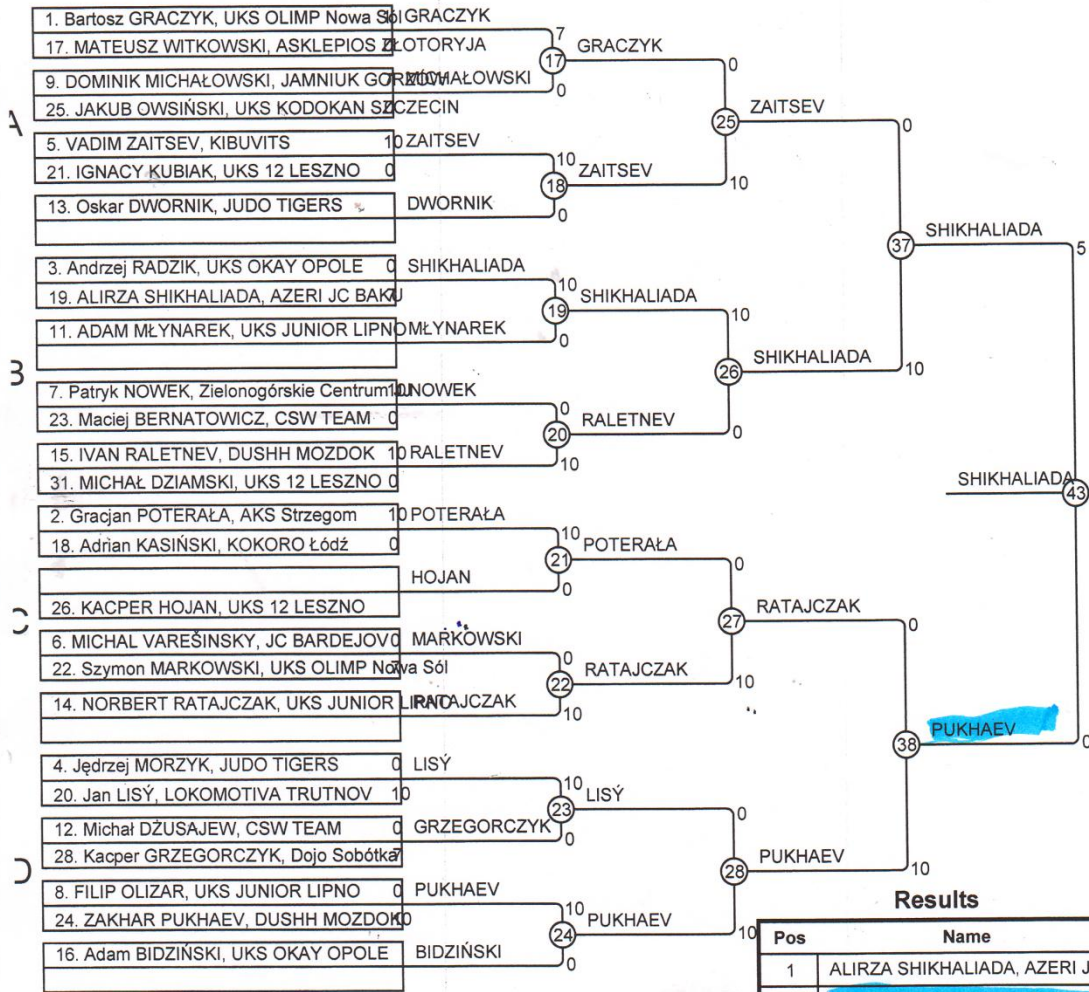 1. Bartosz GRACZYK, UKS OLIMP Nowa Sól GRACZYK
17. MATEUSZ WITKOWSKI, ASKLEPIOS ZŁOTORYJA
7
17
0
GRACZYK
9. DOMINIK MICHAŁOWSKI, JAMNIUK GORZÓW MICHAŁOWSKI
25. JAKUB OWSIŃSKI, UKS KODOKAN SZCZECIN
0
25
10
ZAITSEV
A
5. VADIM ZAITSEV, KIBUVITS 10 ZAITSEV
21. IGNACY KUBIAK, UKS 12 LESZNO 0
10
18
0
ZAITSEV
13. Oskar DWORNIK, JUDO TIGERS DWORNIK
0
37
10
SHIKHALIADA
3. Andrzej RADZIK, UKS OKAY OPOLE 0 SHIKHALIADA
19. ALIRZA SHIKHALIADA, AZERI JC BAKU
10
19
0
SHIKHALIADA
11. ADAM MŁYNAREK, UKS JUNIOR LIPNO MŁYNAREK
10
26
0
SHIKHALIADA
B
7. Patryk NOWEK, Zielonogórskie Centrum NOWEK
23. Maciej BERNATOWICZ, CSW TEAM 0
0
20
10
RALETNEV
15. IVAN RALETNEV, DUSHH MOZDOK 10 RALETNEV
31. MICHAŁ DZIAMSKI, UKS 12 LESZNO 0
5
43
0
SHIKHALIADA
2. Gracjan POTERAŁA, AKS Strzegom 10 POTERAŁA
18. Adrian KASIŃSKI, KOKORO Łódź 0
10
21
0
POTERAŁA
HOJAN
26. KACPER HOJAN, UKS 12 LESZNO
0
27
10
RATAJCZAK
C
6. MICHAL VAREŠINSKY, JC BARDEJOV 0 MARKOWSKI
22. Szymon MARKOWSKI, UKS OLIMP Nowa Sól
0
22
10
RATAJCZAK
14. NORBERT RATAJCZAK, UKS JUNIOR LIPNO RATAJCZAK
0
38
10
PUKHAEV
4. Jędrzej MORZYK, JUDO TIGERS 0 LISÝ
20. Jan LISÝ, LOKOMOTIVA TRUTNOV 10
10
23
0
LISÝ
12. Michał DŻUSAJEW, CSW TEAM 0 GRZEGORCZYK
28. Kacper GRZEGORCZYK, Dojo Sobótka 7
0
28
10
PUKHAEV
D
8. FILIP OLIZAR, UKS JUNIOR LIPNO 0 PUKHAEV
24. ZAKHAR PUKHAEV, DUSHH MOZDOK
10
24
0
PUKHAEV
16. Adam BIDZIŃSKI, UKS OKAY OPOLE BIDZIŃSKI
Results
Pos Name
1 ALIRZA SHIKHALIADA, AZERI J